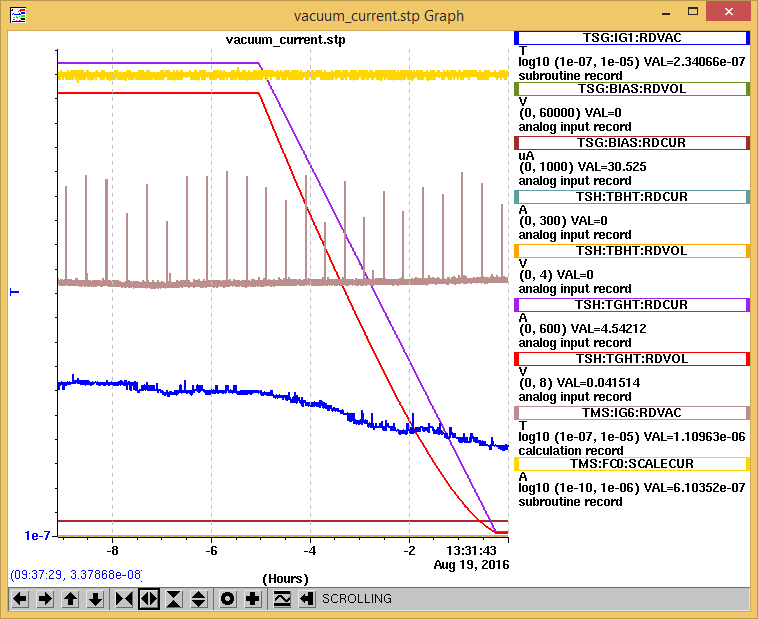 vacuum_current.stp Graph
vacuum_current.stp
TSG:IG1:RDVAC
T
log10 (1e-07, 1e-05) VAL=2.34066e-07
subroutine record
TSG:BIAS:RDVOL
V
(0, 60000) VAL=0
analog input record
TSG:BIAS:RDCUR
uA
(0, 1000) VAL=30.525
analog input record
TSH:TBHT:RDCUR
A
(0, 300) VAL=0
analog input record
TSH:TBHT:RDVOL
V
(0, 4) VAL=0
analog input record
TSH:TGHT:RDCUR
A
(0, 600) VAL=4.54212
analog input record
TSH:TGHT:RDVOL
V
(0, 8) VAL=0.041514
analog input record
TMS:IG6:RDVAC
T
log10 (1e-07, 1e-05) VAL=1.10963e-06
calculation record
TMS:FC0:SCALECUR
A
log10 (1e-10, 1e-06) VAL=6.10352e-07
subroutine record
T
1e-7
-8 -6 -4 -2 13:31:43
Aug 19, 2016
(09:37:29, 3.37868e-08)
(Hours)
SCROLLING